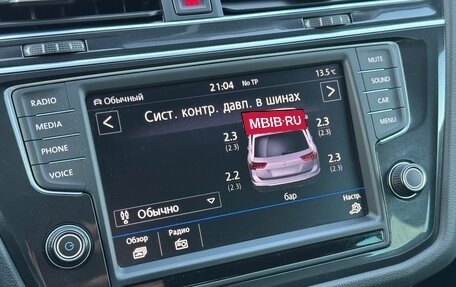 RADIO
MEDIA
PHONE
VOICE
Обычный 21:04 No TP 13.5°C
Сист. контр. давл. в шинах
MBIB·RU
2.3 2.3
(2.3) (2.3)
2.2 2.3
(2.3) (2.3)
Обычно
бар
Настр.
Обзор Радио
MUTE
SOUND
CAR
MENU